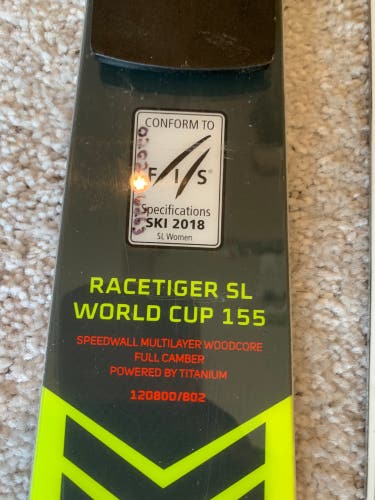 CONFORM TO
FIS
Specifications
SKI 2018
SL Women
RACETIGER SL
WORLD CUP 155
SPEEDWALL MULTILAYER WOODCORE
FULL CAMBER
POWERED BY TITANIUM
120800/802